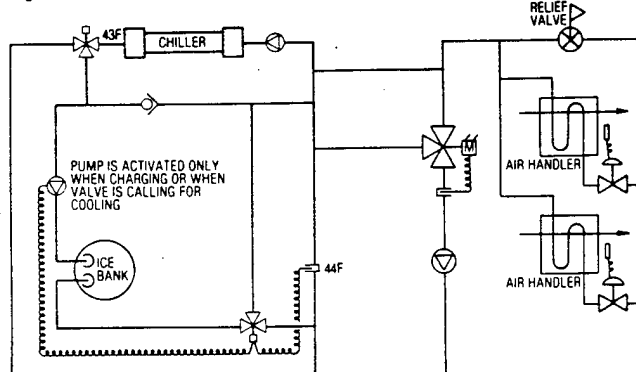 RELIEF
VALVE
43F
CHILLER
M
AIR HANDLER
PUMP IS ACTIVATED ONLY
WHEN CHARGING OR WHEN
VALVE IS CALLING FOR
COOLING
ICE
BANK
44F
AIR HANDLER